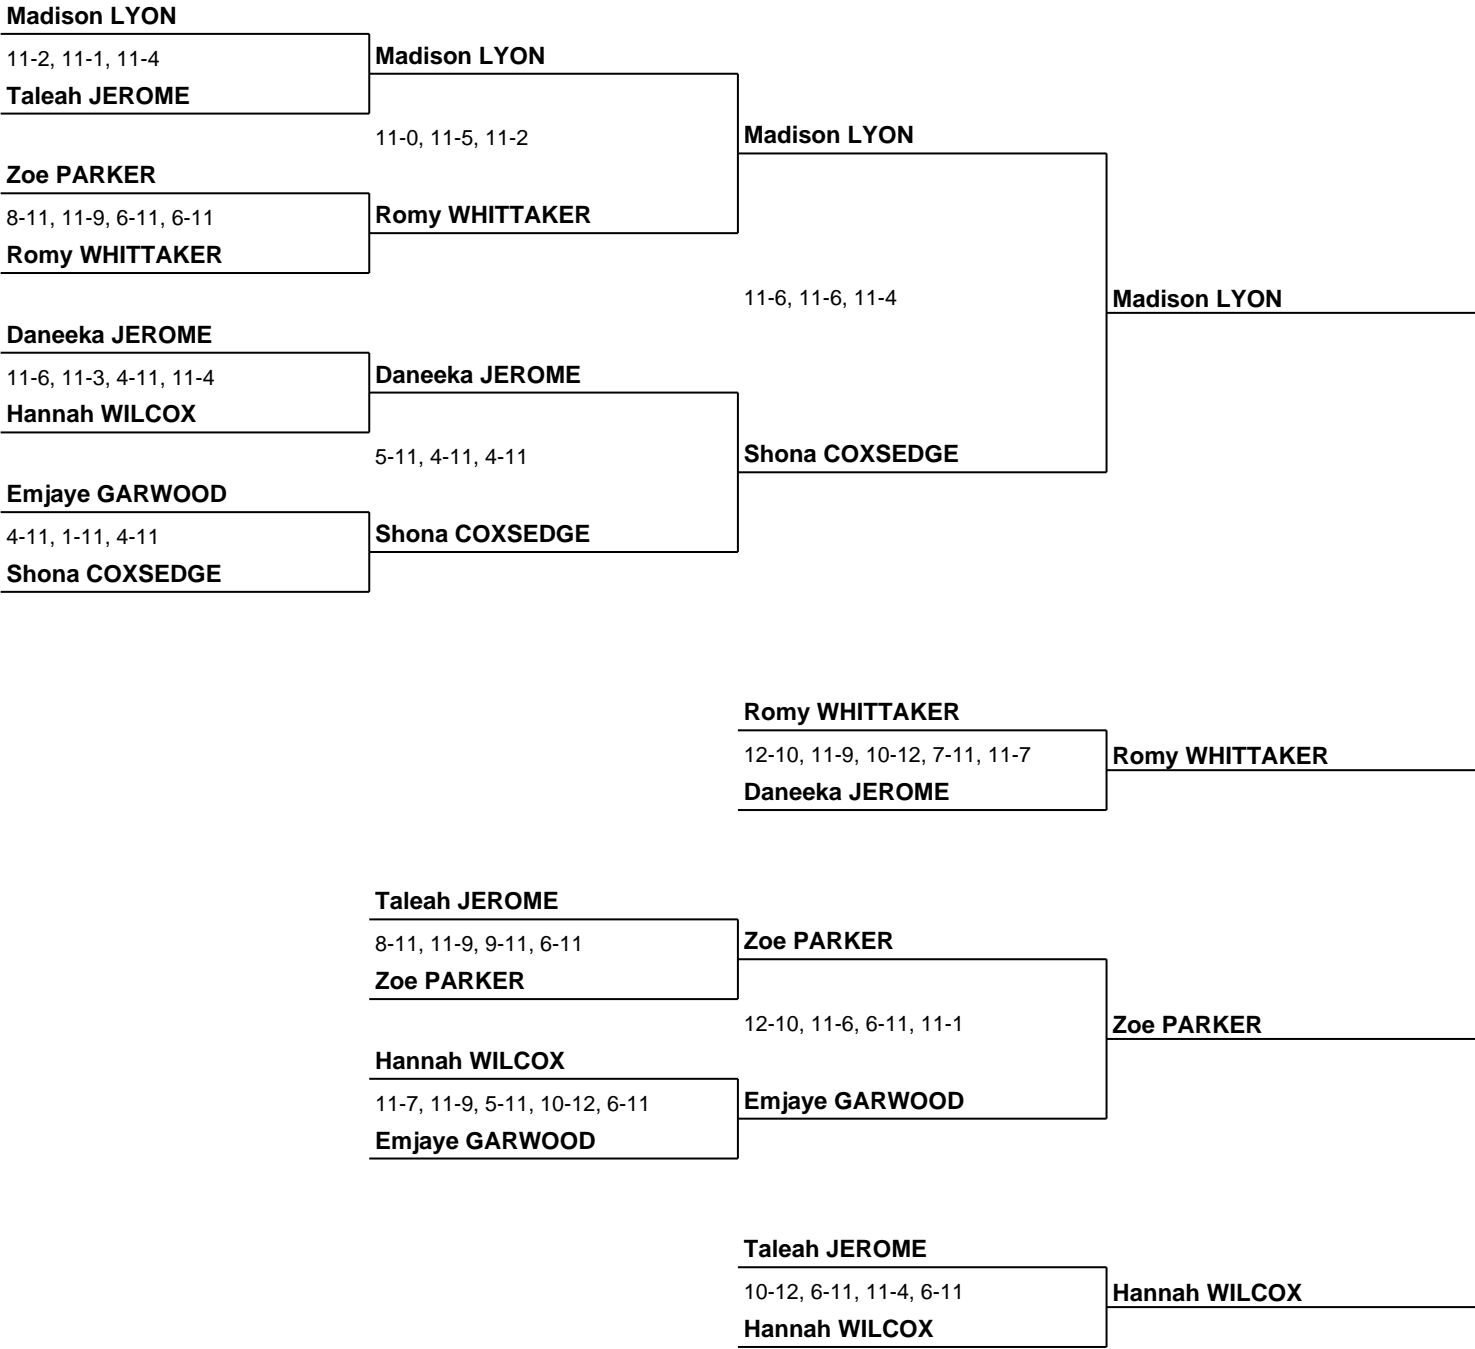 Madison LYON
11-2, 11-1, 11-4
Madison LYON
Taleah JEROME
11-0, 11-5, 11-2
Madison LYON
Zoe PARKER
8-11, 11-9, 6-11, 6-11
Romy WHITTAKER
Romy WHITTAKER
11-6, 11-6, 11-4
Madison LYON
Daneeka JEROME
11-6, 11-3, 4-11, 11-4
Daneeka JEROME
Hannah WILCOX
5-11, 4-11, 4-11
Shona COXSEDGE
Emjaye GARWOOD
4-11, 1-11, 4-11
Shona COXSEDGE
Shona COXSEDGE
Romy WHITTAKER
12-10, 11-9, 10-12, 7-11, 11-7
Romy WHITTAKER
Daneeka JEROME
Taleah JEROME
8-11, 11-9, 9-11, 6-11
Zoe PARKER
Zoe PARKER
12-10, 11-6, 6-11, 11-1
Zoe PARKER
Hannah WILCOX
11-7, 11-9, 5-11, 10-12, 6-11
Emjaye GARWOOD
Emjaye GARWOOD
Taleah JEROME
10-12, 6-11, 11-4, 6-11
Hannah WILCOX
Hannah WILCOX